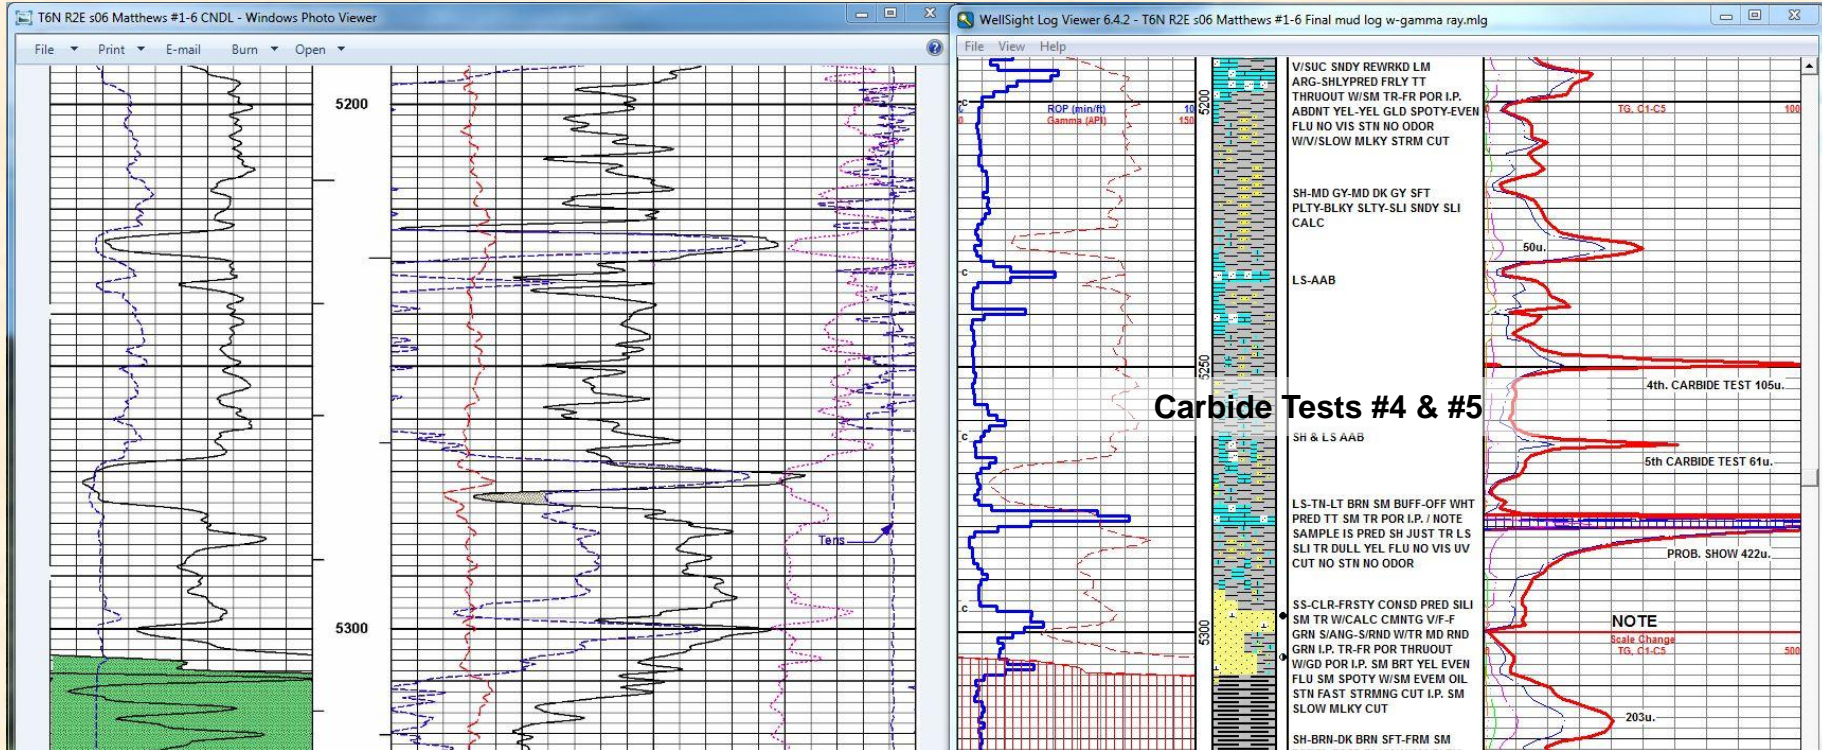 T6N R2E s06 Matthews #1-6 CNDL - Windows Photo Viewer
File Print E-mail Burn Open
5200
Tens
5300
WellSight Log Viewer 6.4.2 - T6N R2E s06 Matthews #1-6 Final mud log w-gamma ray.mlg
File View Help
C
ROP (min/ft) 10
0 Gamma (API) 150
C
C
C
5200
5250
5300
V/SUC SNDY REWRKD LM
ARG-SHLYPRED FRLY TT
THRUOUT W/SM TR-FR POR I.P.
ABDNT YEL-YEL GLD SPOTY-EVEN
FLU NO VIS STN NO ODOR
W/V/SLOW MLKY STRM CUT
SH-MD GY-MD DK GY SFT
PLTY-BLKY SLTY-SLI SNDY SLI
CALC
LS-AAB
Carbide Tests #4 & #5
SH & LS AAB
LS-TN-LT BRN SM BUFF-OFF WHT
PRED TT SM TR POR I.P. / NOTE
SAMPLE IS PRED SH JUST TR LS
SLI TR DULL YEL FLU NO VIS UV
CUT NO STN NO ODOR
SS-CLR-FRSTY CONSD PRED SILI
SM TR W/CALC CMNTG V/F-F
GRN S/ANG-S/RND W/TR MD RND
GRN I.P. TR-FR POR THRUOUT
W/GD POR I.P. SM BRT YEL EVEN
FLU SM SPOTY W/SM EVEM OIL
STN FAST STRMNG CUT I.P. SM
SLOW MLKY CUT
SH-BRN-DK BRN SFT-FRM SM
TG, C1-C5 100
50u.
4th. CARBIDE TEST 105u.
5th CARBIDE TEST 61u.
PROB. SHOW 422u.
NOTE
Scale Change
TG, C1-C5 500
203u.